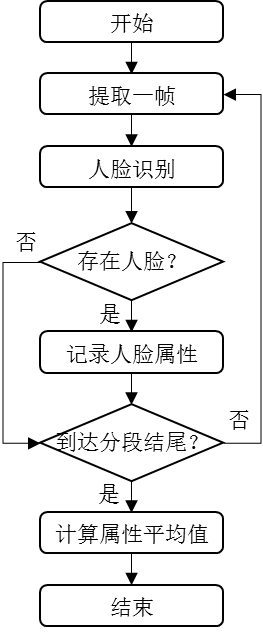 开始
提取一帧
人脸识别
否
存在人脸？
是
记录人脸属性
否
到达分段结尾？
是
计算属性平均值
结束